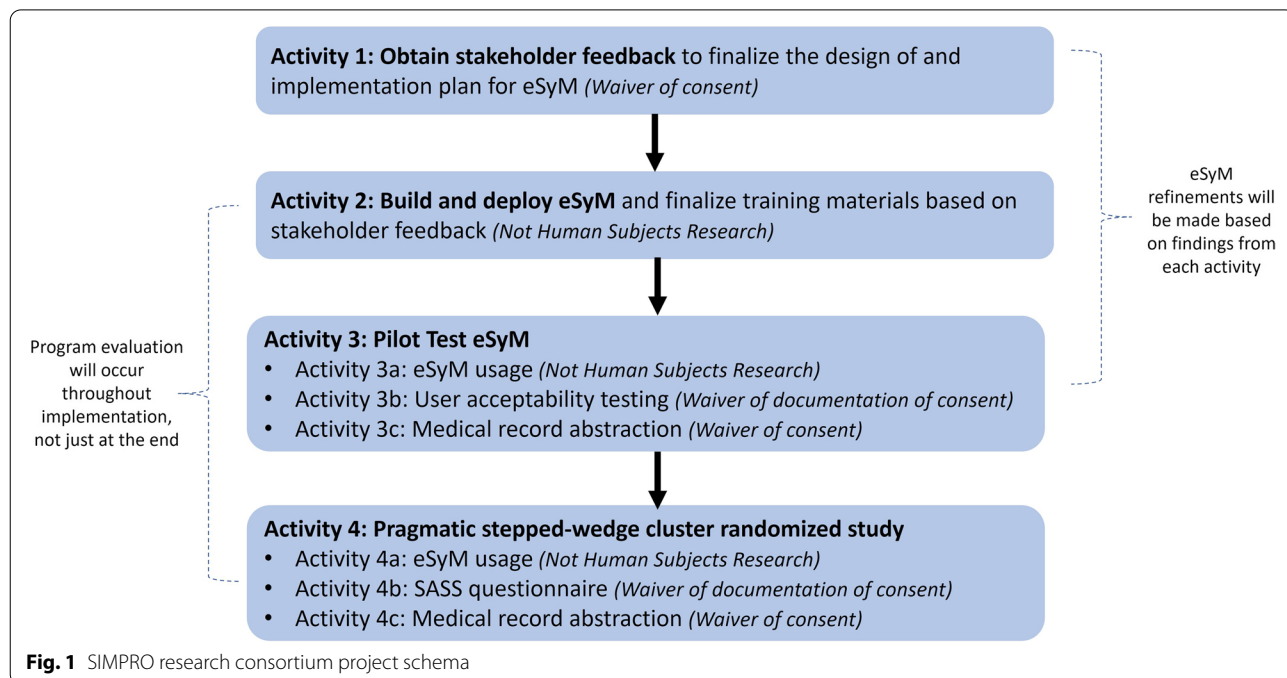 Activity 1: Obtain stakeholder feedback to finalize the design of and
implementation plan for eSyM (Waiver of consent)
Activity 2: Build and deploy eSyM and finalize training materials based on
stakeholder feedback (Not Human Subjects Research)
eSyM
refinements will
be made based
on findings from
each activity
Program evaluation
will occur
throughout
implementation,
not just at the end
Activity 3: Pilot Test eSyM
• Activity 3a: eSyM usage (Not Human Subjects Research)
• Activity 3b: User acceptability testing (Waiver of documentation of consent)
• Activity 3c: Medical record abstraction (Waiver of consent)
Activity 4: Pragmatic stepped-wedge cluster randomized study
• Activity 4a: eSyM usage (Not Human Subjects Research)
• Activity 4b: SASS questionnaire (Waiver of documentation of consent)
• Activity 4c: Medical record abstraction (Waiver of consent)
Fig. 1 SIMPRO research consortium project schema